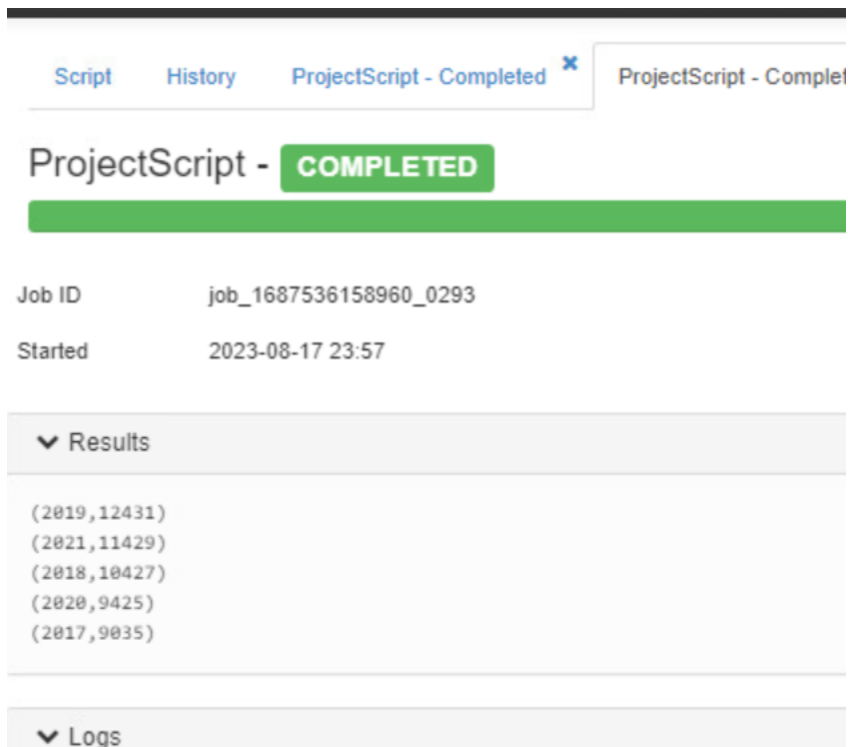 Script History ProjectScript - Completed × ProjectScript - Complet
ProjectScript - COMPLETED
Job ID job_1687536158960_0293
Started 2023-08-17 23:57
Results
(2019,12431)
(2021,11429)
(2018,10427)
(2020,9425)
(2017,9035)
Logs